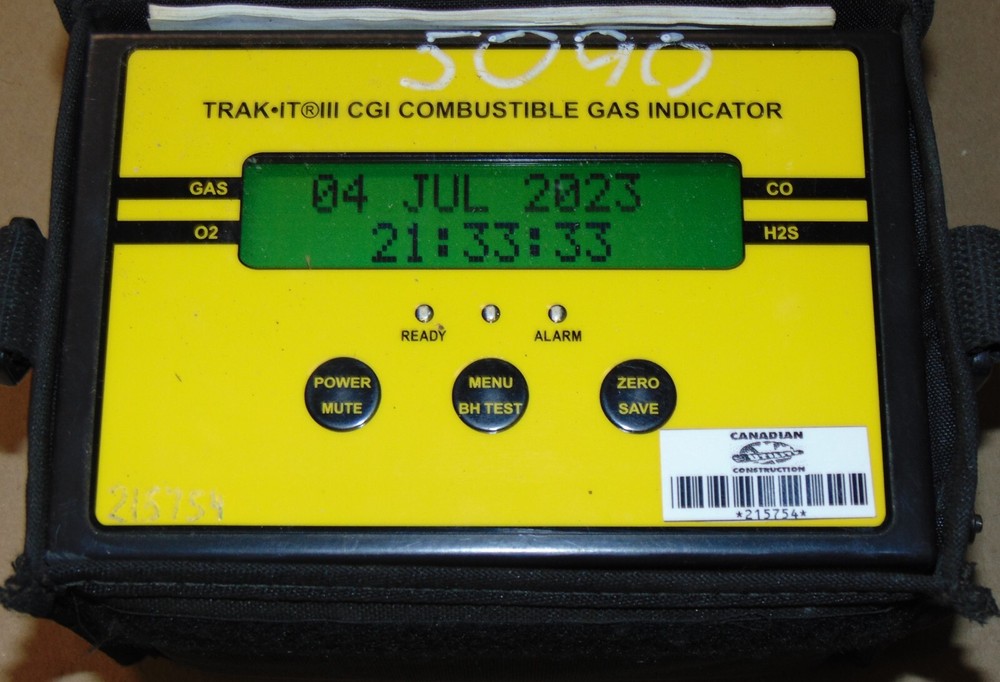 5090
TRAK•IT®III CGI COMBUSTIBLE GAS INDICATOR
GAS
04 JUL 2023
CO
O2
21:33:33
H2S
READY
ALARM
POWER
MUTE
MENU
BH TEST
ZERO
SAVE
CANADIAN
UTILITY
CONSTRUCTION
*215754*
215754